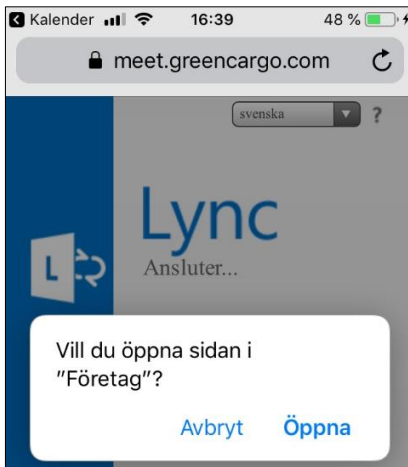 Kalender 16:39 48 %
meet.greencargo.com
svenska ?
Lync
L
Ansluter...
Vill du öppna sidan i
"Företag"?
Avbryt Öppna